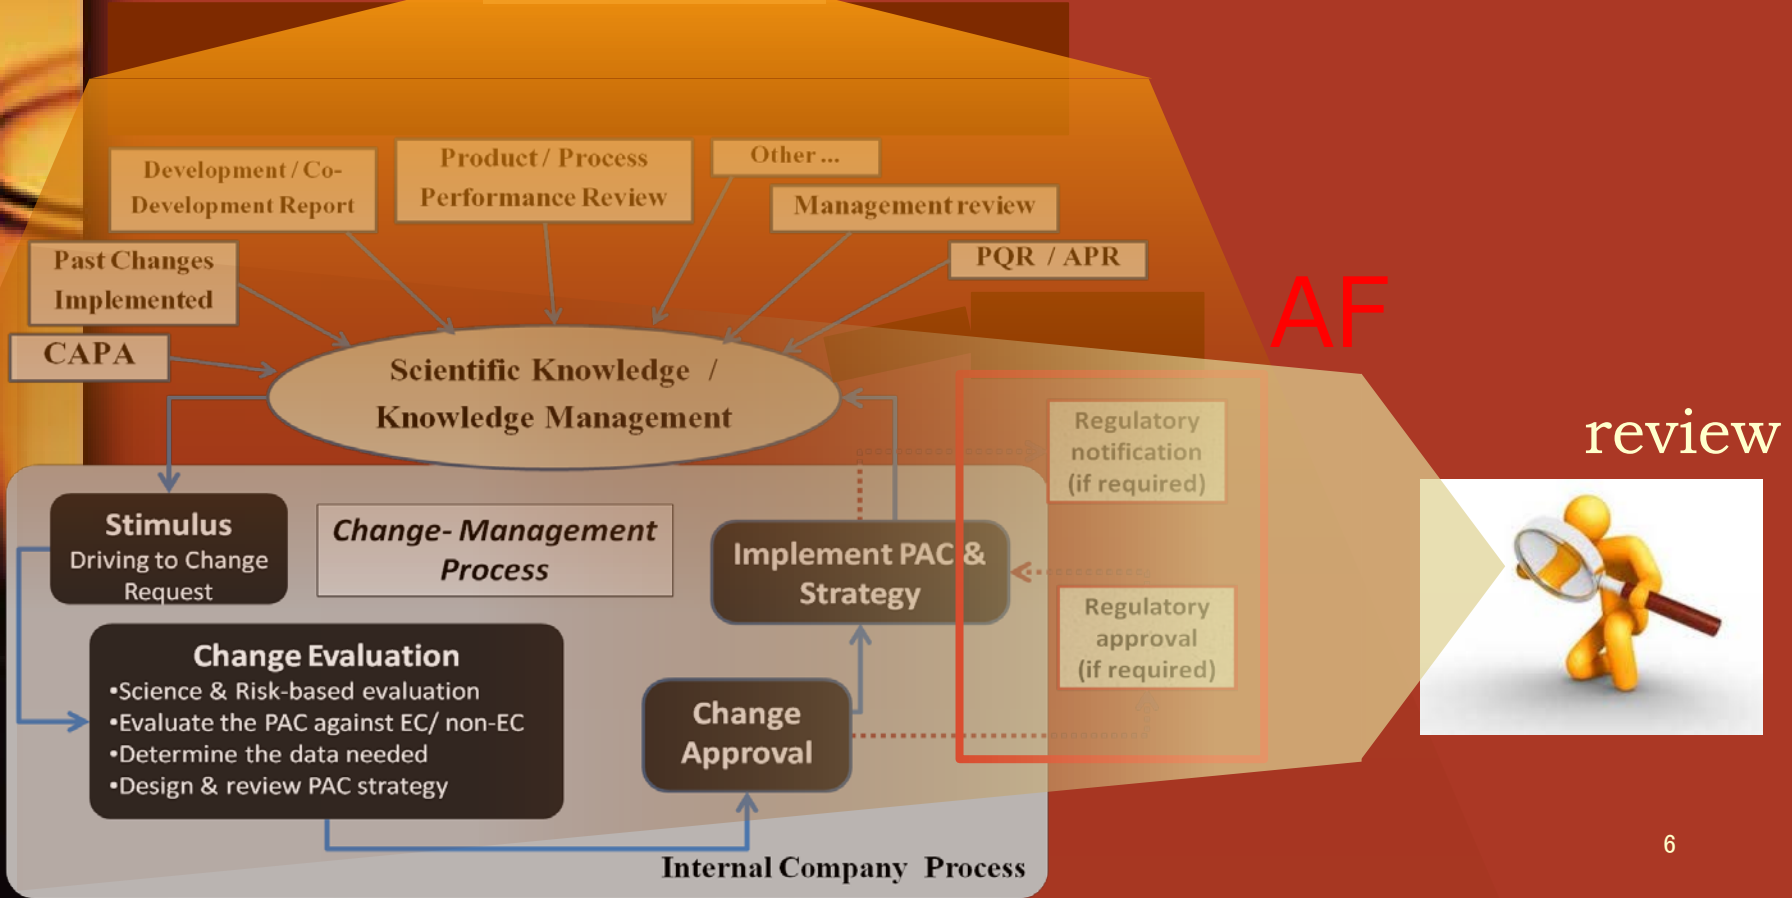 Development / Co-
Development Report
Product / Process
Performance Review
Other ...
Management review
PQR / APR
Past Changes
Implemented
CAPA
Scientific Knowledge /
Knowledge Management
AF
review
Regulatory
notification
(if required)
Stimulus
Driving to Change
Request
Change- Management
Process
Implement PAC &
Strategy
Regulatory
approval
(if required)
Change Evaluation
•Science & Risk-based evaluation
•Evaluate the PAC against EC/ non-EC
•Determine the data needed
•Design & review PAC strategy
Change
Approval
Internal Company Process
6